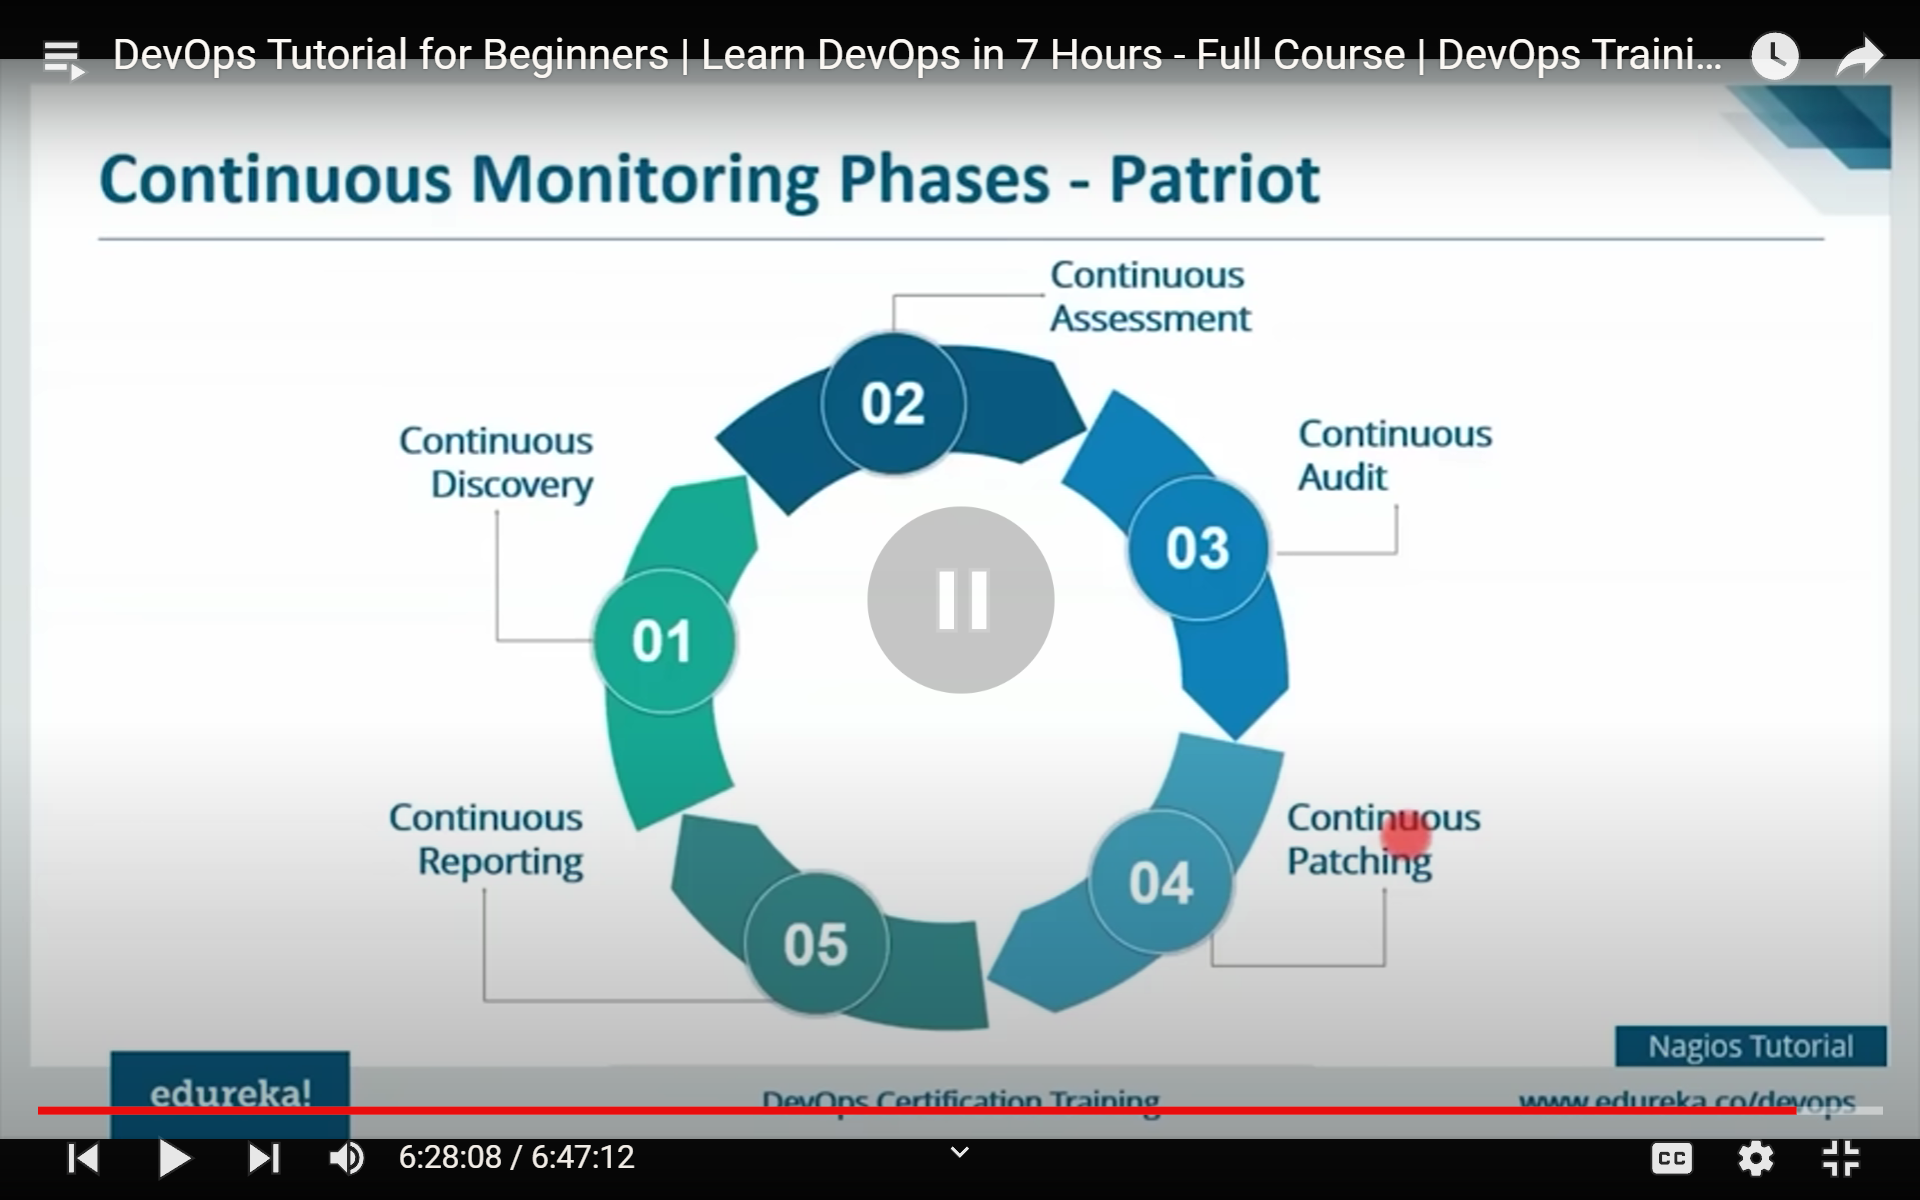 DevOps Tutorial for Beginners | Learn DevOps in 7 Hours - Full Course | DevOps Traini...
Continuous Monitoring Phases - Patriot
Continuous
Discovery
01
Continuous
Assessment
02
Continuous
Audit
03
Continuous
Patching
04
Continuous
Reporting
05
Nagios Tutorial
edureka!
DevOps Certification Training
www.edureka.co/devops
6:28:08 / 6:47:12
CC